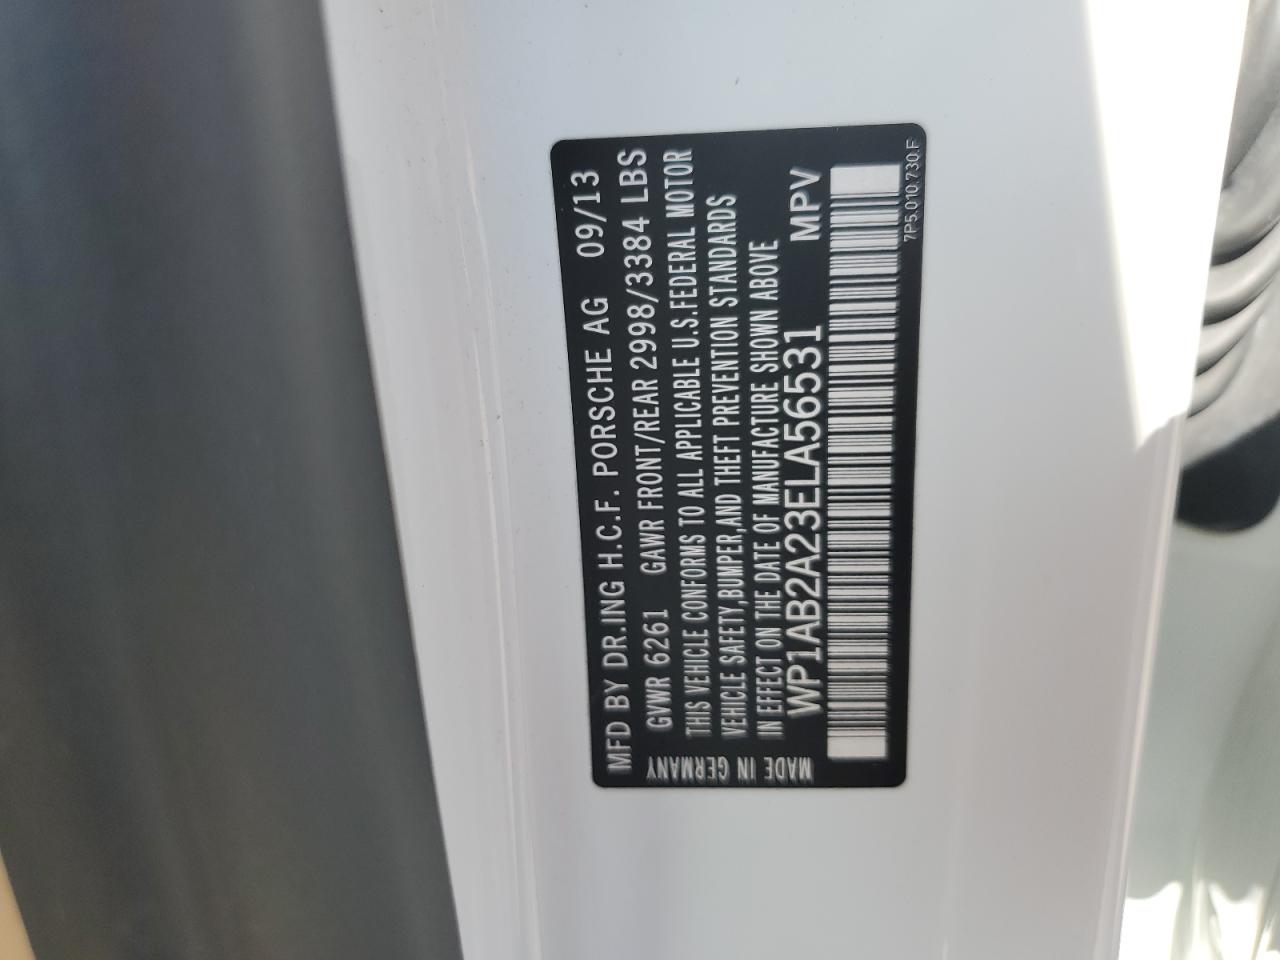 MFD BY DR.ING H.C.F. PORSCHE AG 09/13
GVWR 6261 GAWR FRONT/REAR 2998/3384 LBS
THIS VEHICLE CONFORMS TO ALL APPLICABLE U.S.FEDERAL MOTOR
VEHICLE SAFETY,BUMPER,AND THEFT PREVENTION STANDARDS
IN EFFECT ON THE DATE OF MANUFACTURE SHOWN ABOVE
WP1AB2A23ELA56531 MPV
7P5.010.730.F
MADE IN GERMANY